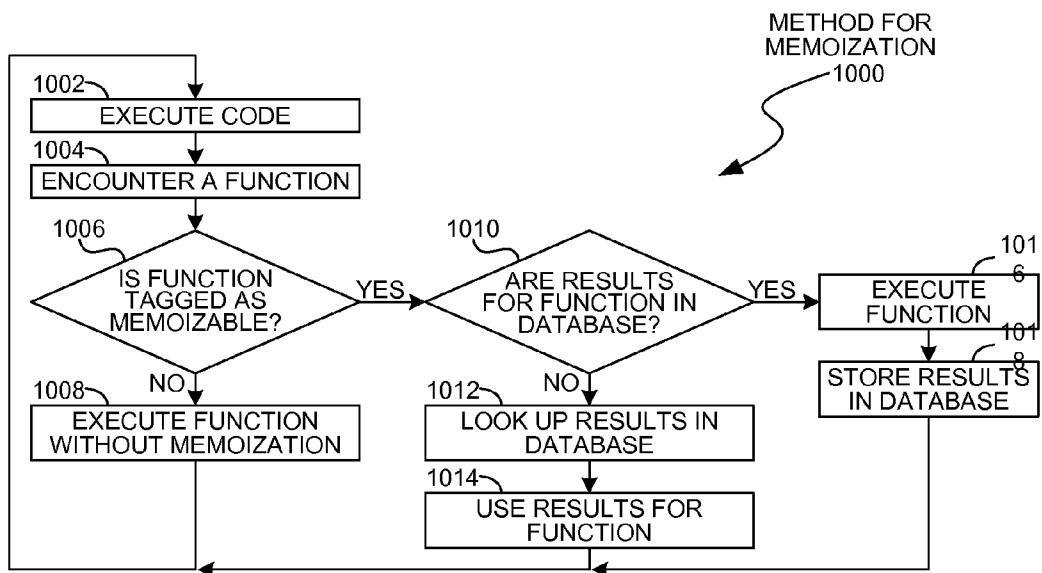 METHOD FOR
MEMOIZATION
1000
1002
EXECUTE CODE
1004
ENCOUNTER A FUNCTION
1006
IS FUNCTION
TAGGED AS
MEMOIZABLE?
YES
NO
1008
EXECUTE FUNCTION
WITHOUT MEMOIZATION
1010
ARE RESULTS
FOR FUNCTION IN
DATABASE?
YES
NO
1012
LOOK UP RESULTS IN
DATABASE
1014
USE RESULTS FOR
FUNCTION
101
6
EXECUTE
FUNCTION
101
8
STORE RESULTS
IN DATABASE